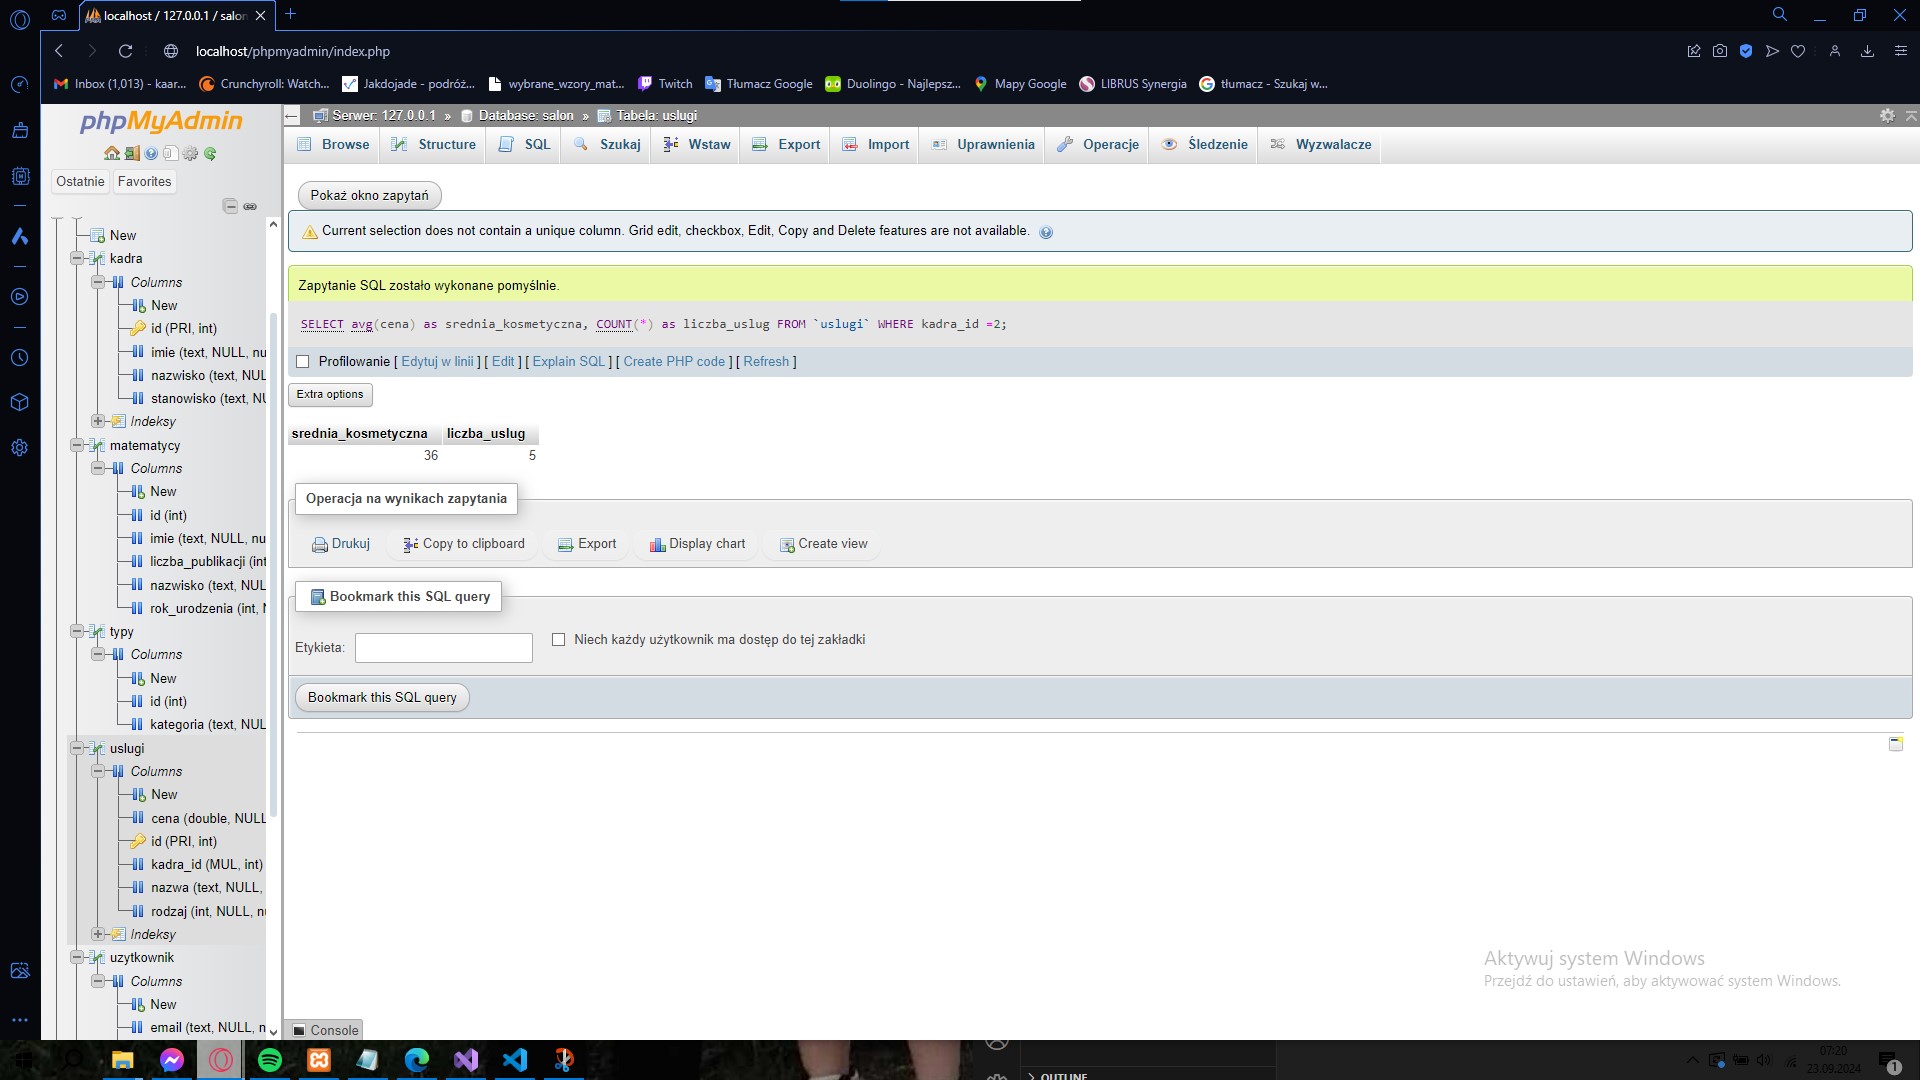 localhost / 127.0.0.1 / salon
localhost/phpmyadmin/index.php
Inbox (1,013) - kaar...
Crunchyroll: Watch...
Jakdojade - podróż...
wybrane_wzory_mat...
Twitch
Tłumacz Google
Duolingo - Najlepsz...
Mapy Google
LIBRUS Synergia
tłumacz - Szukaj w...
phpMyAdmin
Ostatnie
Favorites
New
kadra
Columns
New
id (PRI, int)
imie (text, NULL, nu
nazwisko (text, NUL
stanowisko (text, NU
Indeksy
matematycy
Columns
New
id (int)
imie (text, NULL, nu
liczba_publikacji (int
nazwisko (text, NUL
rok_urodzenia (int, N
typy
Columns
New
id (int)
kategoria (text, NUL
uslugi
Columns
New
cena (double, NULL
id (PRI, int)
kadra_id (MUL, int)
nazwa (text, NULL,
rodzaj (int, NULL, nu
Indeksy
uzytkownik
Columns
New
email (text, NULL, n
Serwer: 127.0.0.1 » Database: salon » Tabela: uslugi
Browse
Structure
SQL
Szukaj
Wstaw
Export
Import
Uprawnienia
Operacje
Śledzenie
Wyzwalacze
Pokaż okno zapytań
Current selection does not contain a unique column. Grid edit, checkbox, Edit, Copy and Delete features are not available.
Zapytanie SQL zostało wykonane pomyślnie.
SELECT avg(cena) as srednia_kosmetyczna, COUNT(*) as liczba_uslug FROM `uslugi` WHERE kadra_id =2;
Profilowanie [ Edytuj w linii ] [ Edit ] [ Explain SQL ] [ Create PHP code ] [ Refresh ]
Extra options
srednia_kosmetyczna liczba_uslug
36 5
Operacja na wynikach zapytania
Drukuj
Copy to clipboard
Export
Display chart
Create view
Bookmark this SQL query
Etykieta:
Niech każdy użytkownik ma dostęp do tej zakładki
Bookmark this SQL query
Aktywuj system Windows
Przejdź do ustawień, aby aktywować system Windows.
Console
OUTLINE
07:20
23.09.2024
1